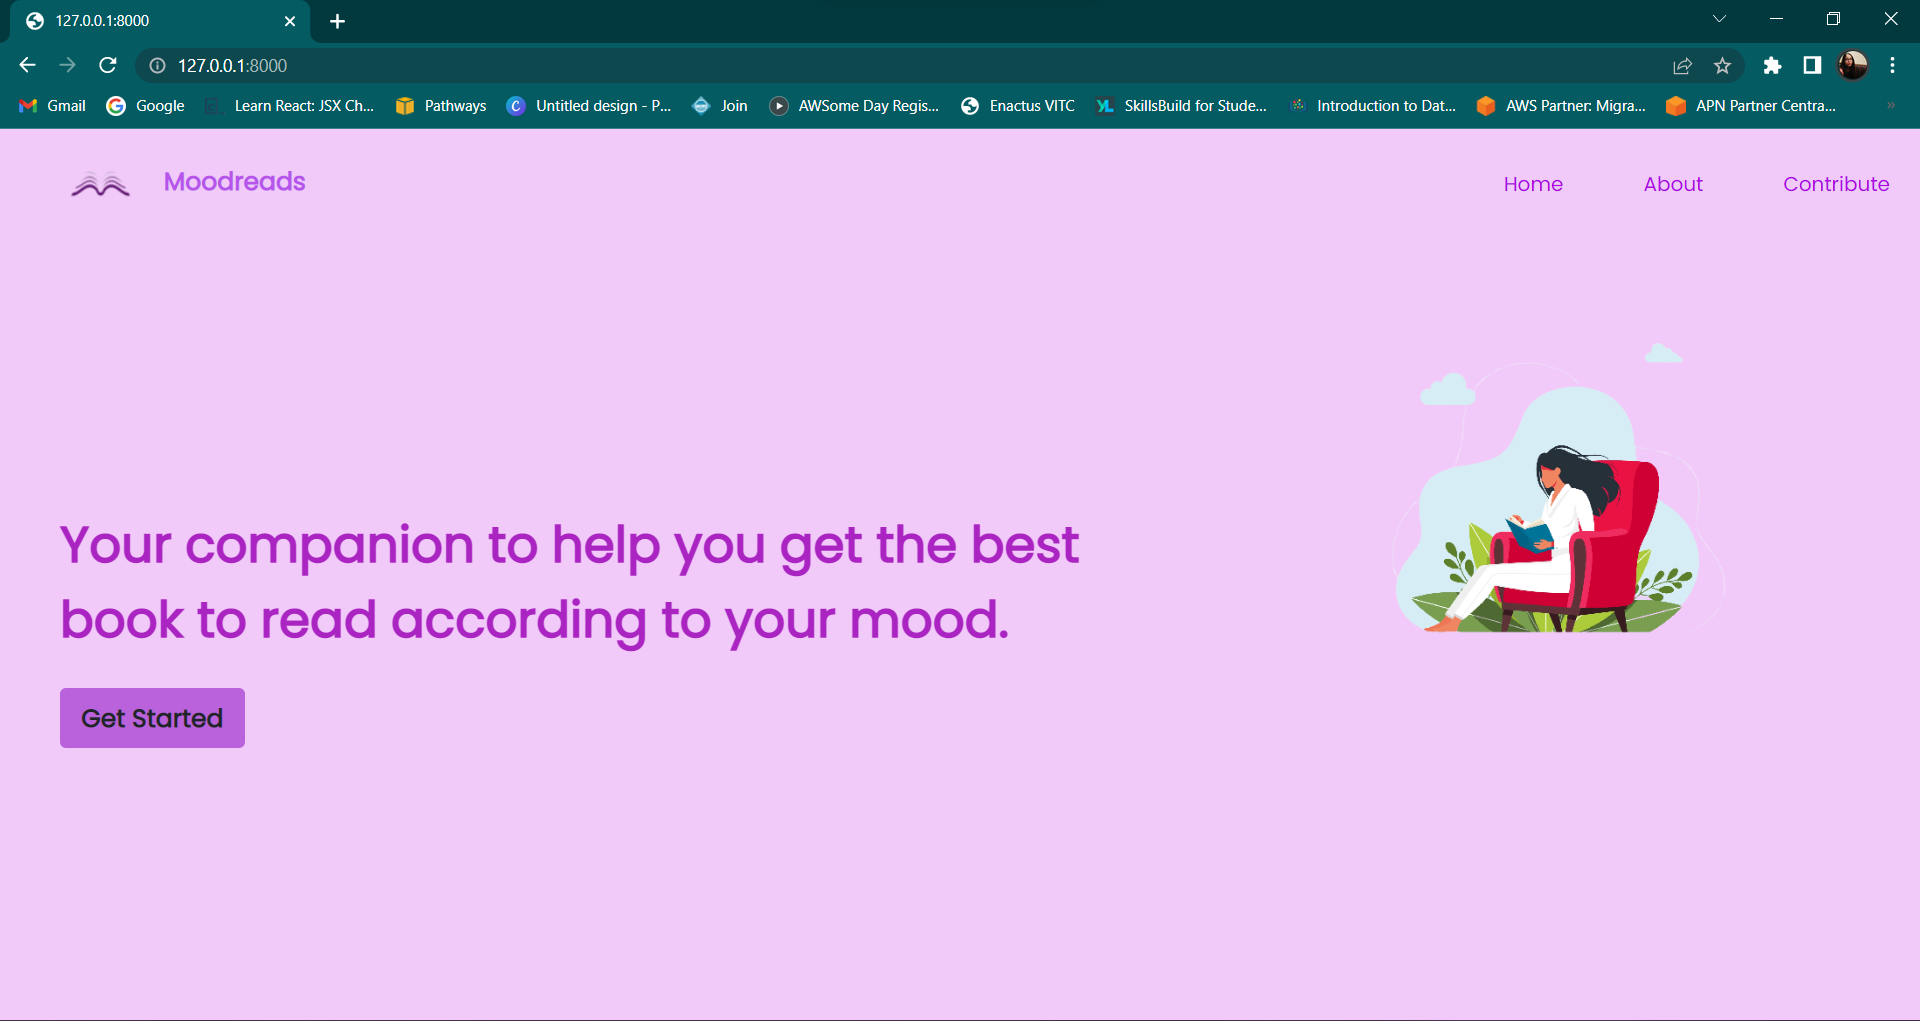 127.0.0.1:8000
127.0.0.1:8000
Gmail Google Learn React: JSX Ch... Pathways Untitled design - P... Join AWSome Day Regis... Enactus VITC SkillsBuild for Stude... Introduction to Dat... AWS Partner: Migra... APN Partner Centra... »
Moodreads Home About Contribute
Your companion to help you get the best
book to read according to your mood.
Get Started